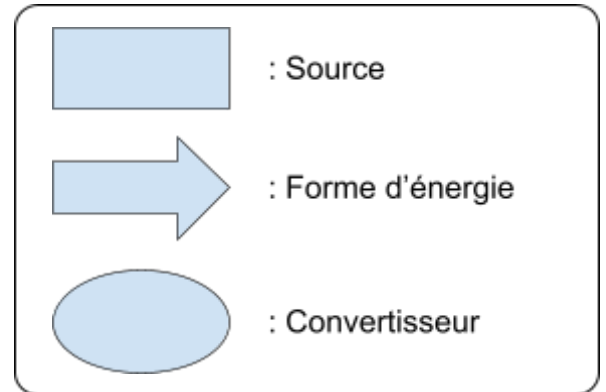 : Source
: Forme d’énergie
: Convertisseur